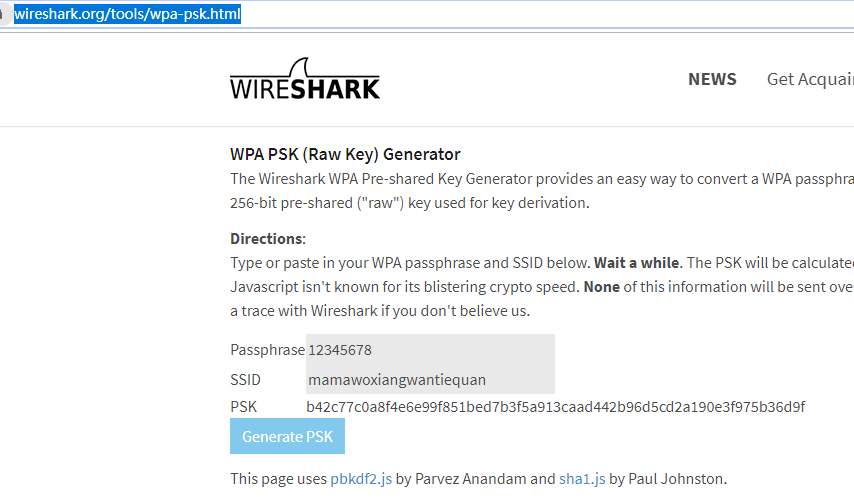 wireshark.org/tools/wpa-psk.html
WIRESHARK
NEWS Get Acquai
WPA PSK (Raw Key) Generator
The Wireshark WPA Pre-shared Key Generator provides an easy way to convert a WPA passphra
256-bit pre-shared ("raw") key used for key derivation.
Directions:
Type or paste in your WPA passphrase and SSID below. Wait a while. The PSK will be calculate
Javascript isn't known for its blistering crypto speed. None of this information will be sent ove
a trace with Wireshark if you don't believe us.
Passphrase 12345678
SSID mamawoxiangwantiequan
PSK b42c77c0a8f4e6e99f851bed7b3f5a913caad442b96d5cd2a190e3f975b36d9f
Generate PSK
This page uses pbkdf2.js by Parvez Anandam and sha1.js by Paul Johnston.